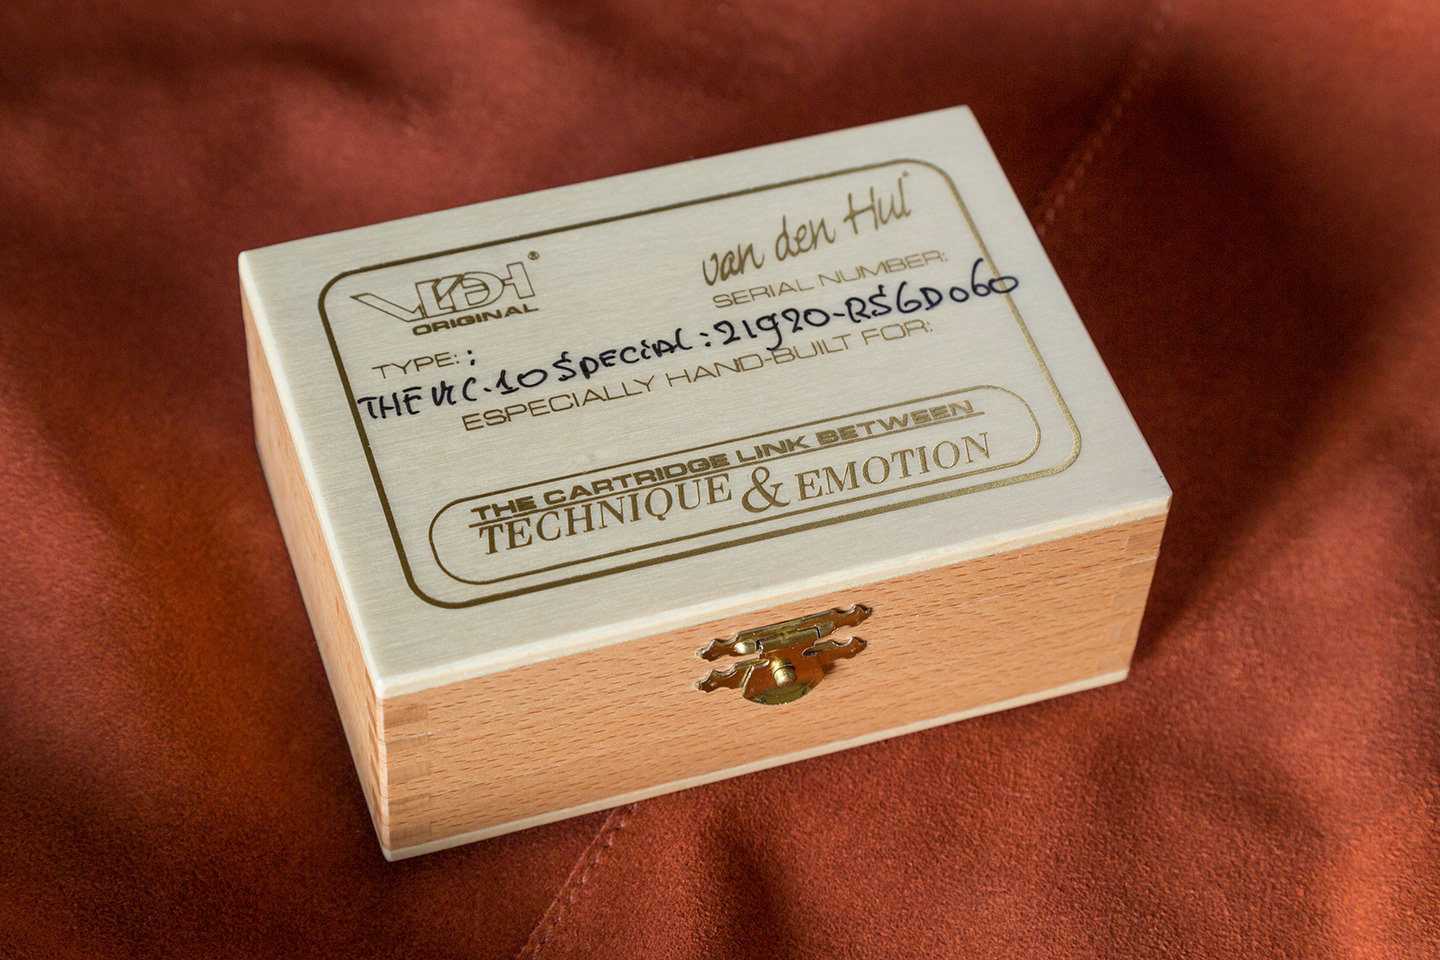 VDH®
ORIGINAL
van den Hul®
SERIAL NUMBER:
TYPE: :
THE MC-10 SPECIAL: 21920-RSGD060
ESPECIALLY HAND-BUILT FOR:
THE CARTRIDGE LINK BETWEEN
TECHNIQUE & EMOTION